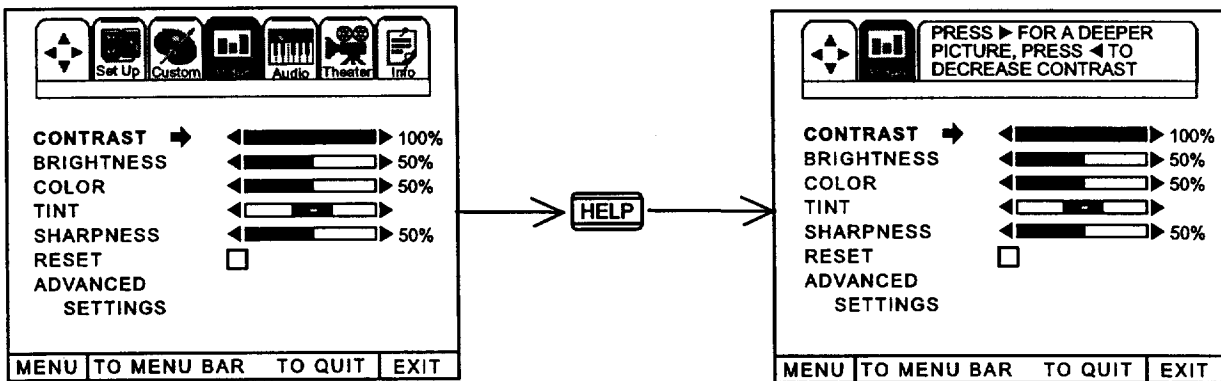 Set Up Custom Audio Theater Info
CONTRAST 100%
BRIGHTNESS 50%
COLOR 50%
TINT
SHARPNESS 50%
RESET
ADVANCED
SETTINGS
MENU TO MENU BAR TO QUIT EXIT
HELP
PRESS ▶ FOR A DEEPER
PICTURE, PRESS ◀ TO
DECREASE CONTRAST
CONTRAST 100%
BRIGHTNESS 50%
COLOR 50%
TINT
SHARPNESS 50%
RESET
ADVANCED
SETTINGS
MENU TO MENU BAR TO QUIT EXIT